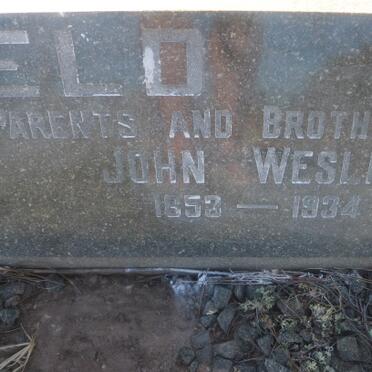 ELD
PARENTS AND BROTH
JOHN WESL
1853 — 1934